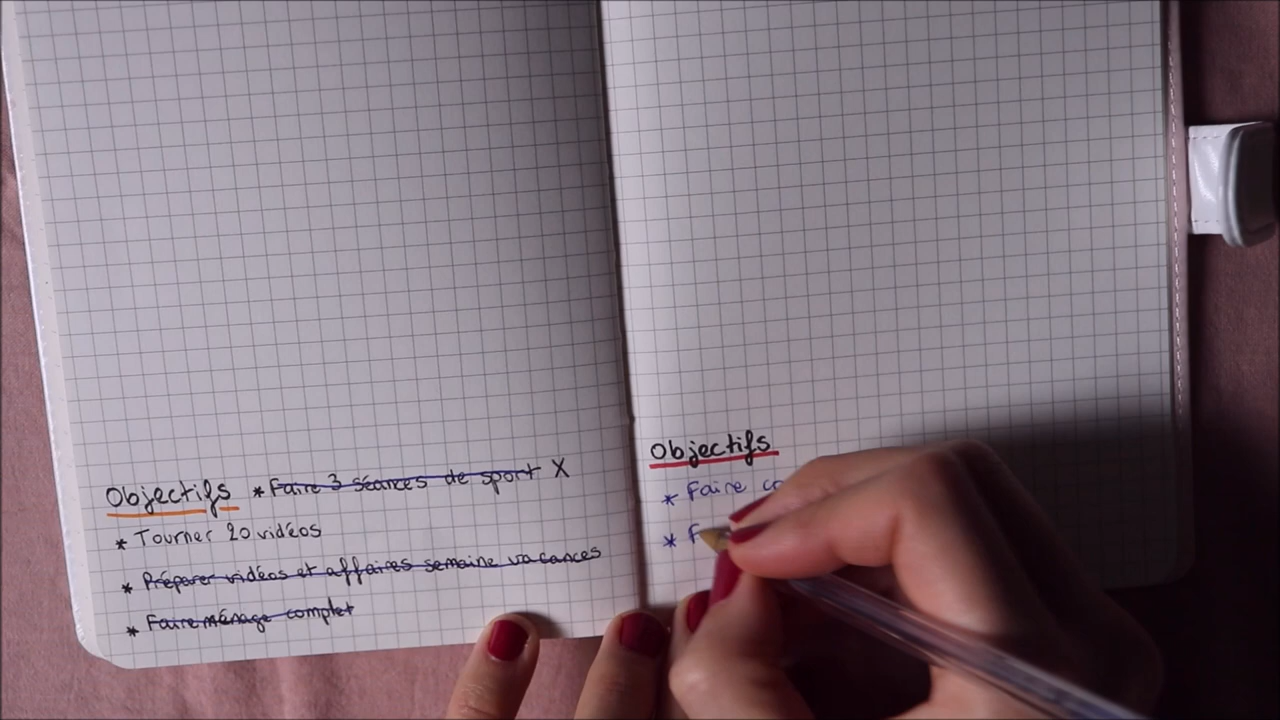 Objectifs * Faire 3 séances de sport X
* Tourner 20 vidéos
* Préparer vidéos et affaires semaine vacances
* Faire ménage complet
Objectifs
* Faire
*